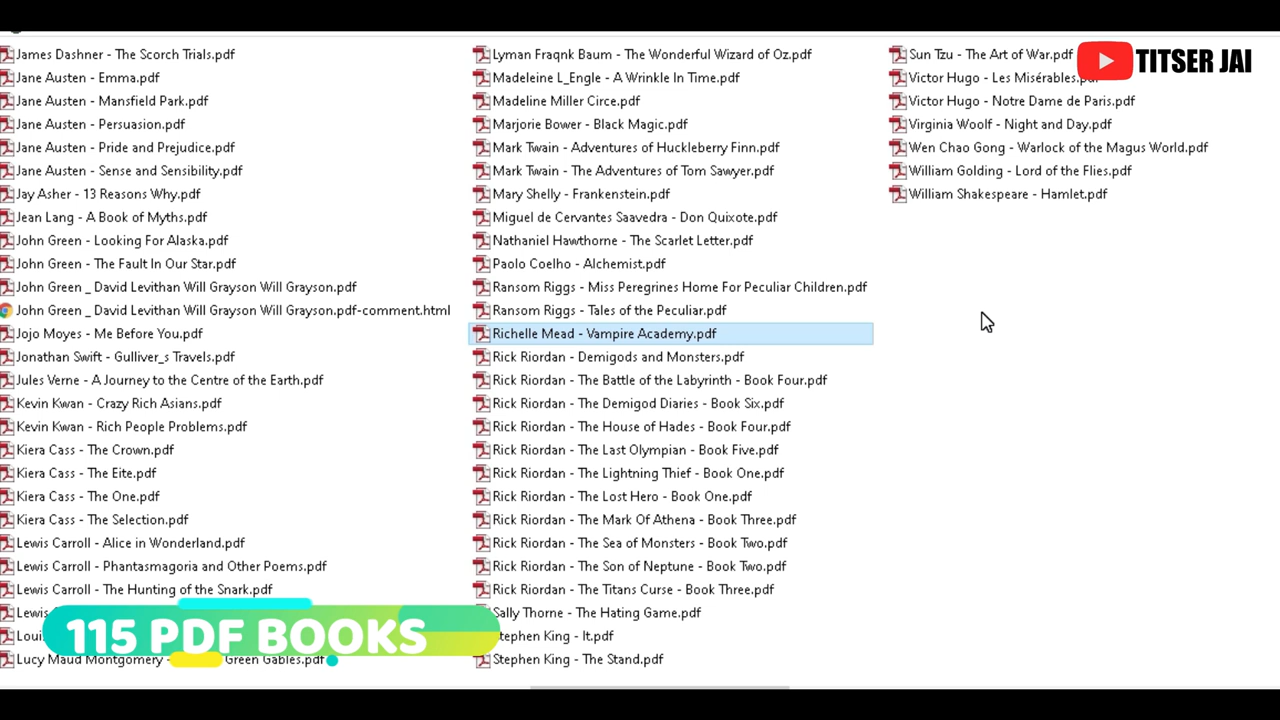 James Dashner - The Scorch Trials.pdf
Jane Austen - Emma.pdf
Jane Austen - Mansfield Park.pdf
Jane Austen - Persuasion.pdf
Jane Austen - Pride and Prejudice.pdf
Jane Austen - Sense and Sensibility.pdf
Jay Asher - 13 Reasons Why.pdf
Jean Lang - A Book of Myths.pdf
John Green - Looking For Alaska.pdf
John Green - The Fault In Our Star.pdf
John Green _ David Levithan Will Grayson Will Grayson.pdf
John Green _ David Levithan Will Grayson Will Grayson.pdf-comment.html
Jojo Moyes - Me Before You.pdf
Jonathan Swift - Gulliver_s Travels.pdf
Jules Verne - A Journey to the Centre of the Earth.pdf
Kevin Kwan - Crazy Rich Asians.pdf
Kevin Kwan - Rich People Problems.pdf
Kiera Cass - The Crown.pdf
Kiera Cass - The Eite.pdf
Kiera Cass - The One.pdf
Kiera Cass - The Selection.pdf
Lewis Carroll - Alice in Wonderland.pdf
Lewis Carroll - Phantasmagoria and Other Poems.pdf
Lewis Carroll - The Hunting of the Snark.pdf
Lewis
115 PDF BOOKS
Lucy Maud Montgomery - Green Gables.pdf
Lyman Fraqnk Baum - The Wonderful Wizard of Oz.pdf
Madeleine L_Engle - A Wrinkle In Time.pdf
Madeline Miller Circe.pdf
Marjorie Bower - Black Magic.pdf
Mark Twain - Adventures of Huckleberry Finn.pdf
Mark Twain - The Adventures of Tom Sawyer.pdf
Mary Shelly - Frankenstein.pdf
Miguel de Cervantes Saavedra - Don Quixote.pdf
Nathaniel Hawthorne - The Scarlet Letter.pdf
Paolo Coelho - Alchemist.pdf
Ransom Riggs - Miss Peregrines Home For Peculiar Children.pdf
Ransom Riggs - Tales of the Peculiar.pdf
Richelle Mead - Vampire Academy.pdf
Rick Riordan - Demigods and Monsters.pdf
Rick Riordan - The Battle of the Labyrinth - Book Four.pdf
Rick Riordan - The Demigod Diaries - Book Six.pdf
Rick Riordan - The House of Hades - Book Four.pdf
Rick Riordan - The Last Olympian - Book Five.pdf
Rick Riordan - The Lightning Thief - Book One.pdf
Rick Riordan - The Lost Hero - Book One.pdf
Rick Riordan - The Mark Of Athena - Book Three.pdf
Rick Riordan - The Sea of Monsters - Book Two.pdf
Rick Riordan - The Son of Neptune - Book Two.pdf
Rick Riordan - The Titans Curse - Book Three.pdf
Sally Thorne - The Hating Game.pdf
Stephen King - It.pdf
Stephen King - The Stand.pdf
Sun Tzu - The Art of War.pdf
TITSER JAI
Victor Hugo - Les Misérables.pdf
Victor Hugo - Notre Dame de Paris.pdf
Virginia Woolf - Night and Day.pdf
Wen Chao Gong - Warlock of the Magus World.pdf
William Golding - Lord of the Flies.pdf
William Shakespeare - Hamlet.pdf